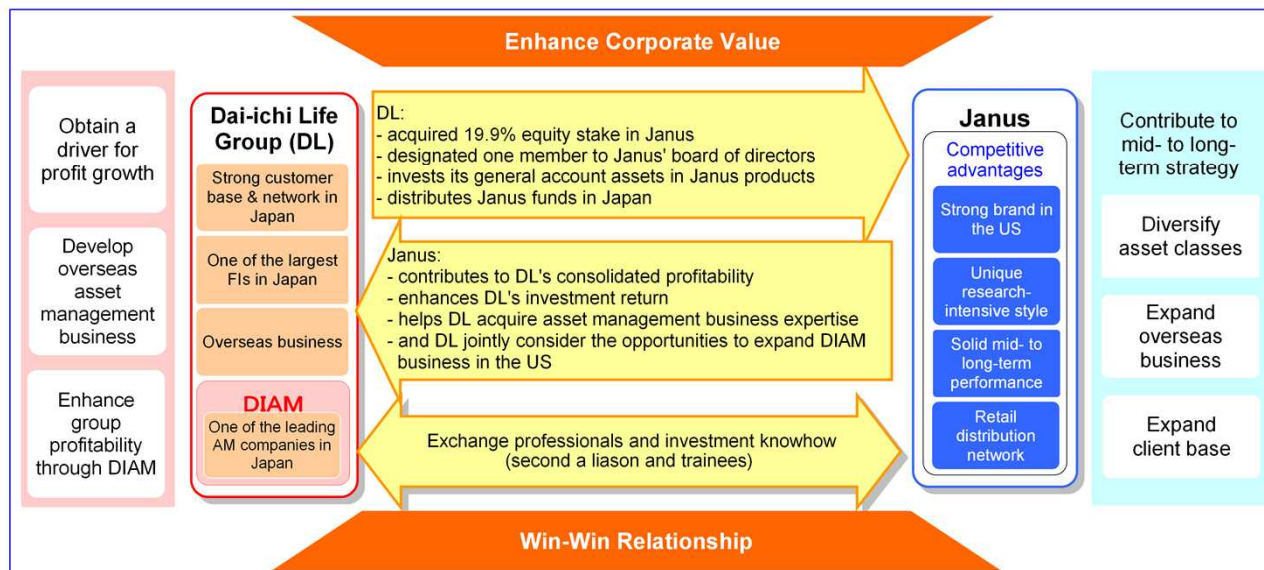 Enhance Corporate Value
Obtain a
driver for
profit growth
Develop
overseas
asset
management
business
Enhance
group
profitability
through DIAM
Dai-ichi Life
Group (DL)
Strong customer
base & network in
Japan
One of the largest
FIs in Japan
Overseas business
DIAM
One of the leading
AM companies in
Japan
DL:
- acquired 19.9% equity stake in Janus
- designated one member to Janus' board of directors
- invests its general account assets in Janus products
- distributes Janus funds in Japan
Janus:
- contributes to DL's consolidated profitability
- enhances DL's investment return
- helps DL acquire asset management business expertise
- and DL jointly consider the opportunities to expand DIAM
business in the US
Exchange professionals and investment knowhow
(second a liason and trainees)
Janus
Competitive
advantages
Strong brand in
the US
Unique
research-
intensive style
Solid mid- to
long-term
performance
Retail
distribution
network
Contribute to
mid- to long-
term strategy
Diversify
asset classes
Expand
overseas
business
Expand
client base
Win-Win Relationship